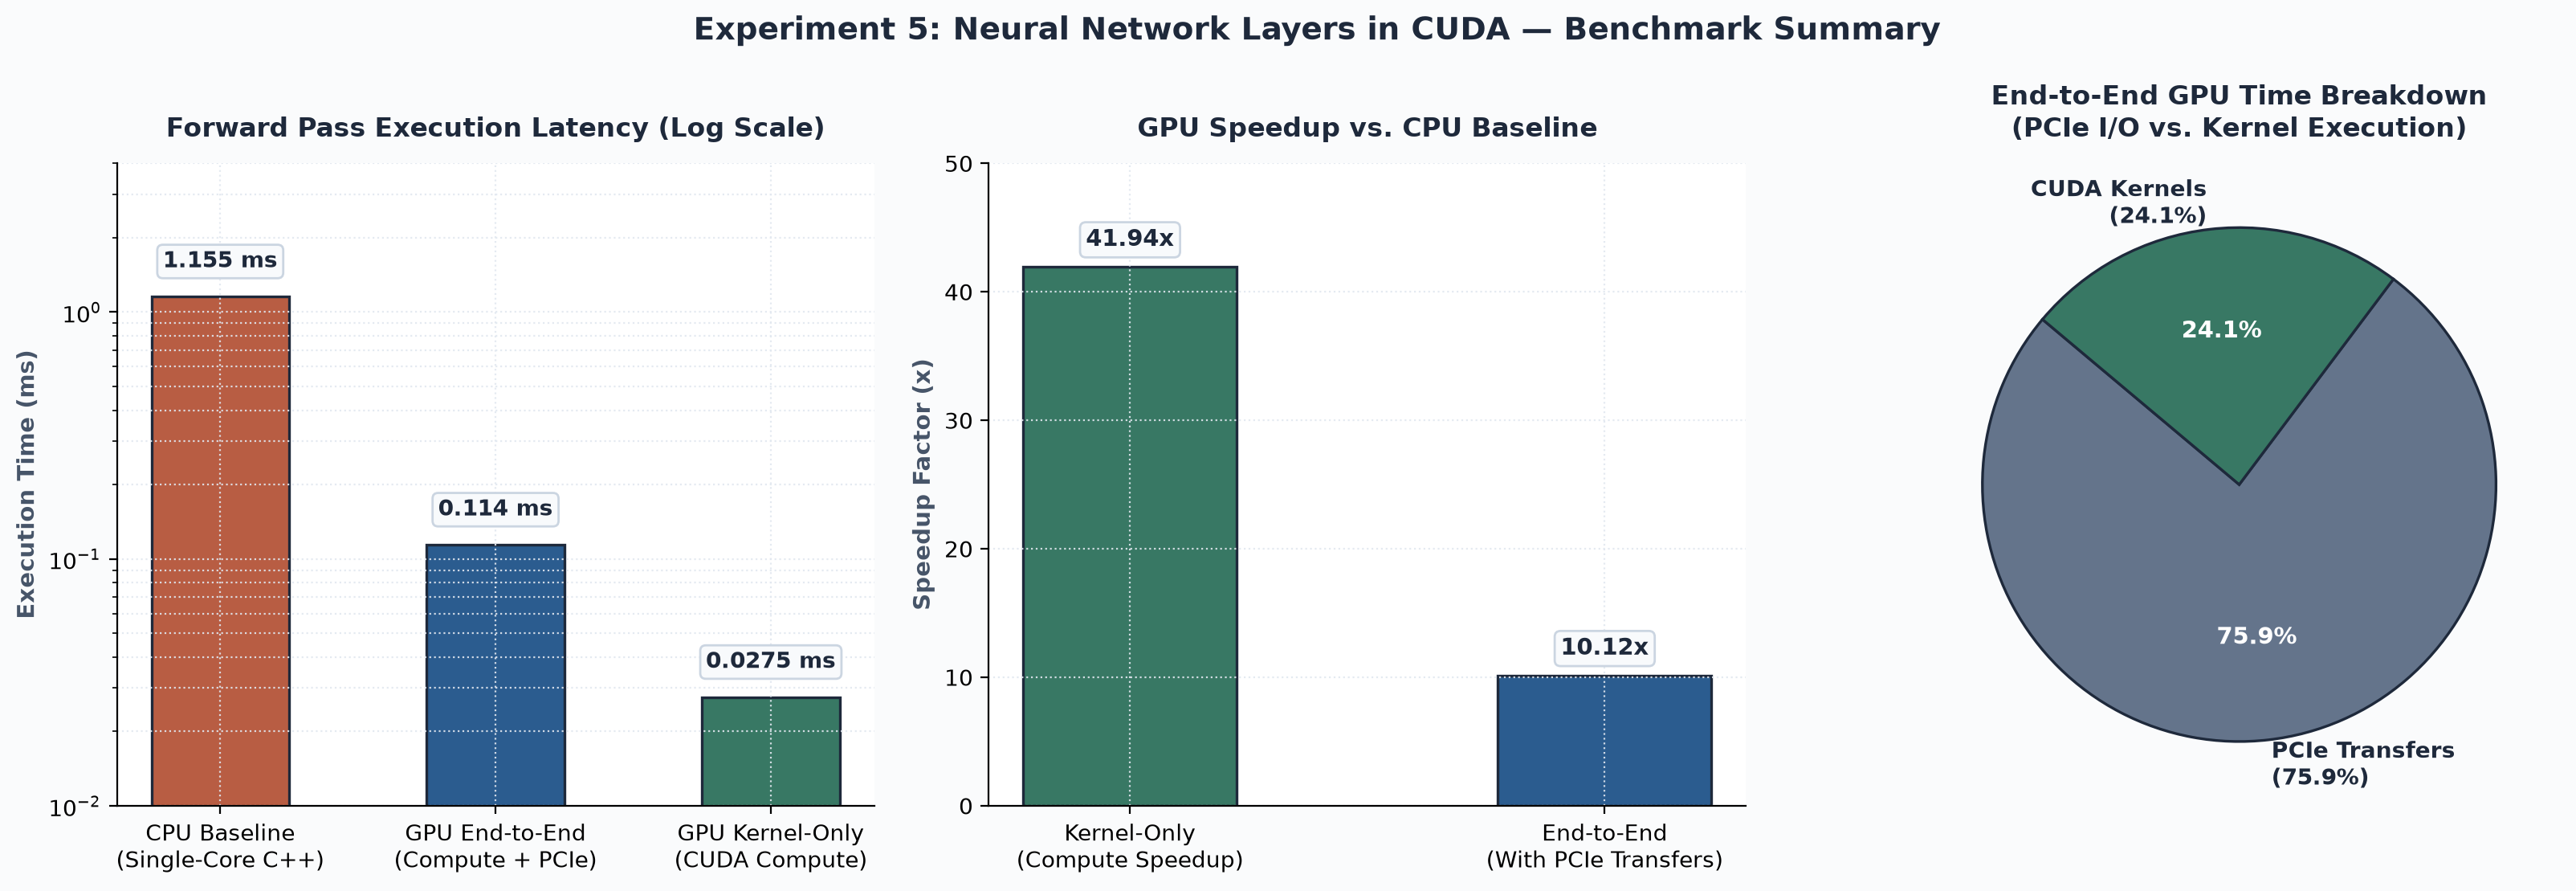 Experiment 5: Neural Network Layers in CUDA — Benchmark Summary
Forward Pass Execution Latency (Log Scale)
Execution Time (ms)
10⁰
10⁻¹
10⁻²
1.155 ms
0.114 ms
0.0275 ms
CPU Baseline
(Single-Core C++)
GPU End-to-End
(Compute + PCIe)
GPU Kernel-Only
(CUDA Compute)
GPU Speedup vs. CPU Baseline
Speedup Factor (x)
50
40
30
20
10
0
41.94x
10.12x
Kernel-Only
(Compute Speedup)
End-to-End
(With PCIe Transfers)
End-to-End GPU Time Breakdown
(PCIe I/O vs. Kernel Execution)
CUDA Kernels
(24.1%)
24.1%
75.9%
PCIe Transfers
(75.9%)